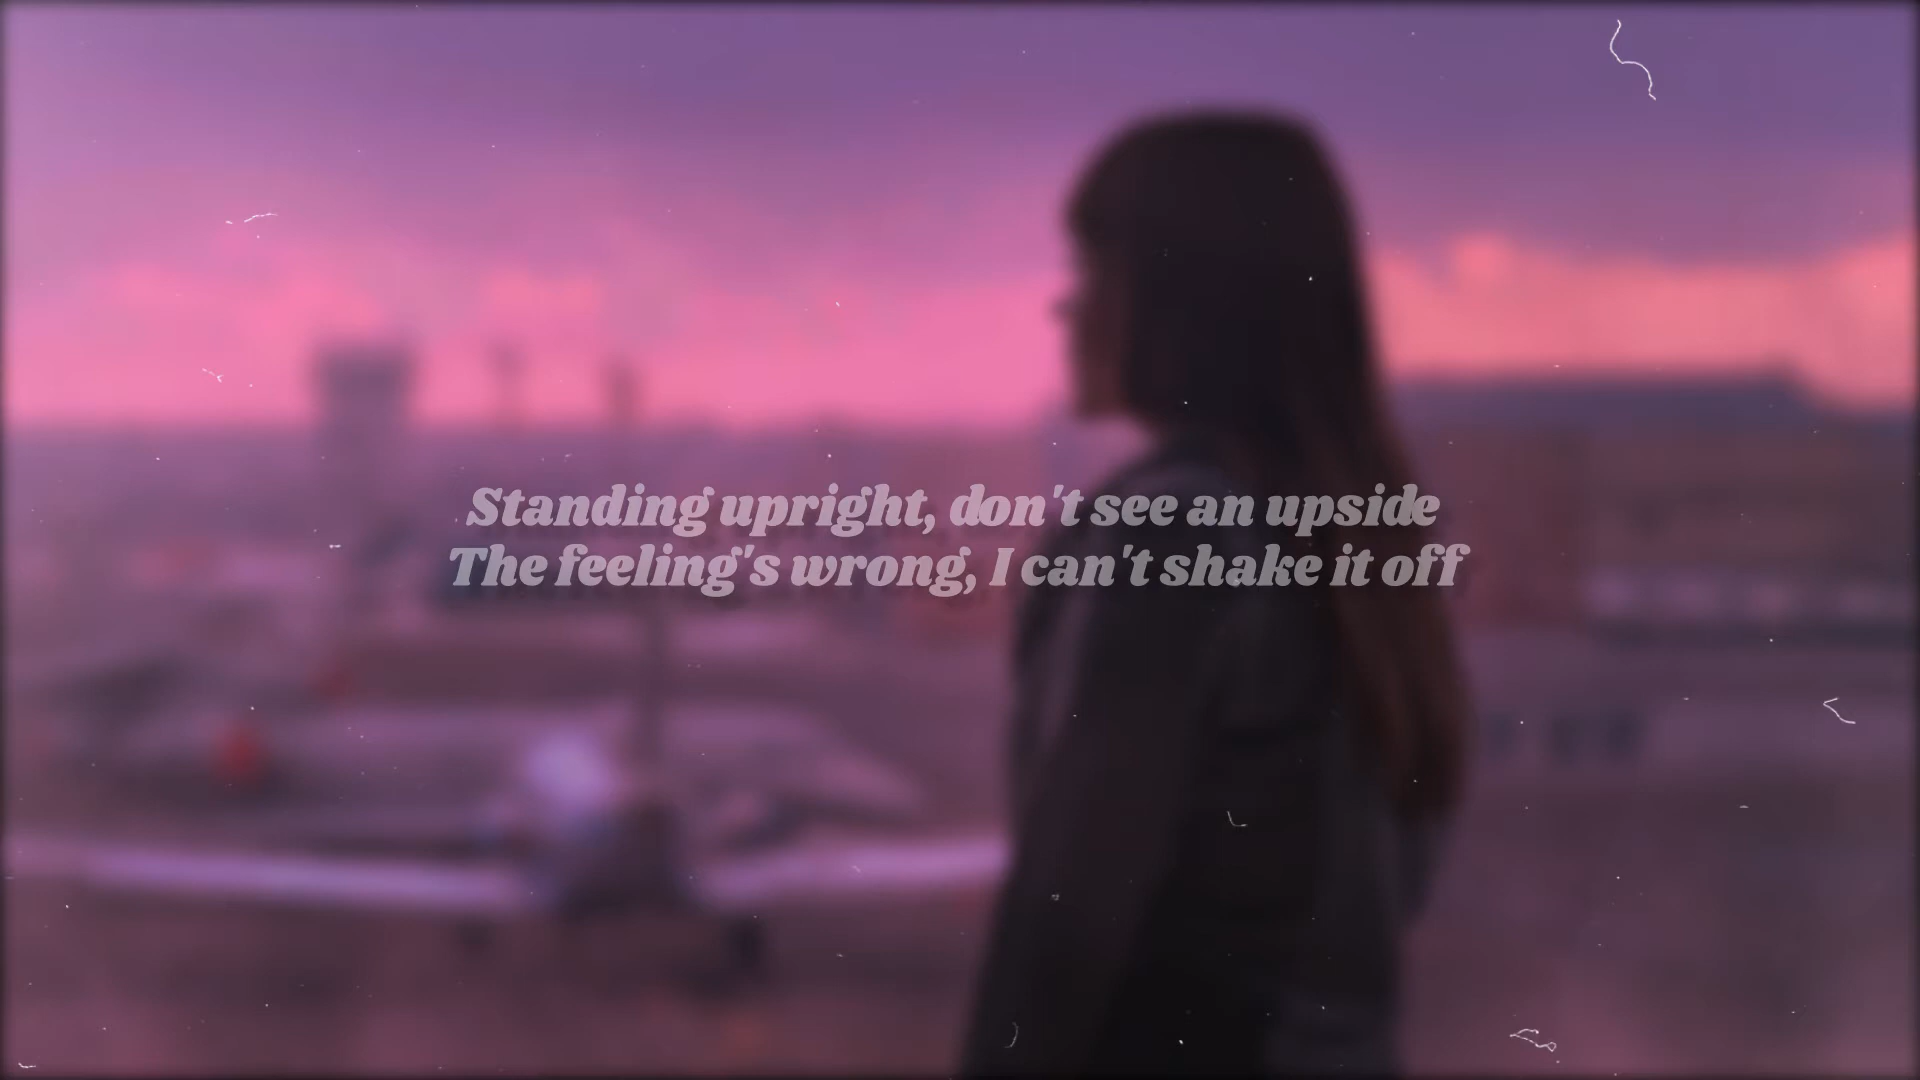 Standing upright, don't see an upside
The feeling's wrong, I can't shake it off